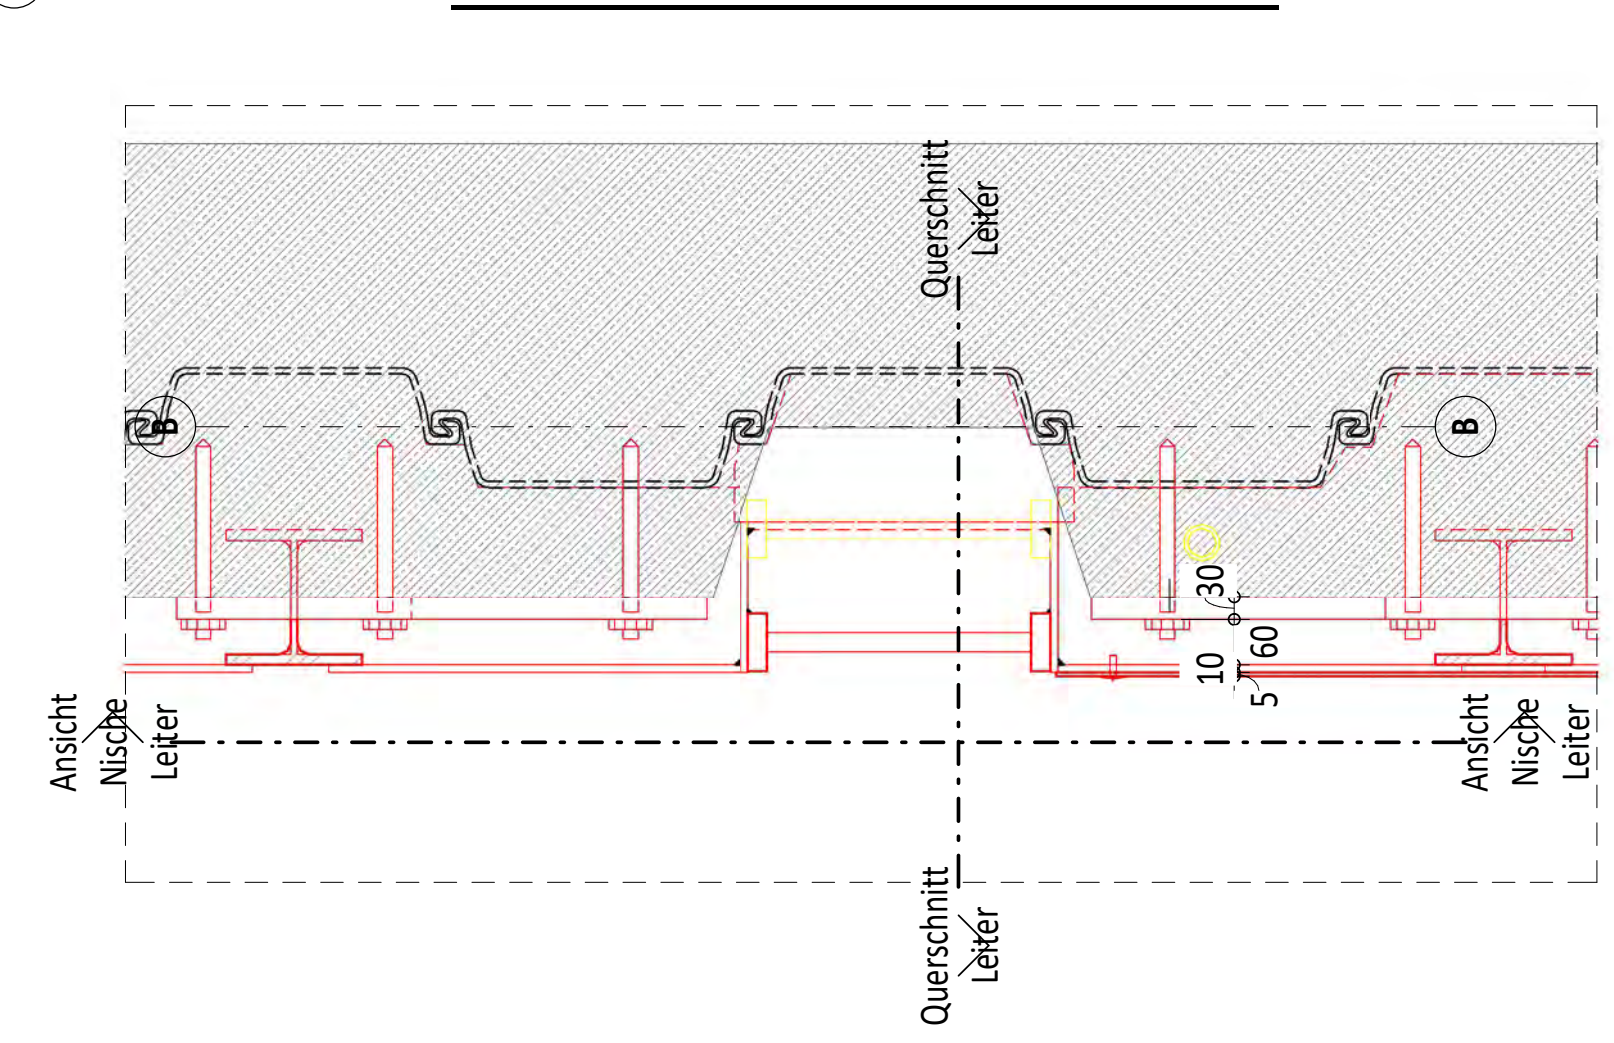 Querschnitt
Leiter
B
B
30
60
10
5
Ansicht
Nische
Leiter
Ansicht
Nische
Leiter
Querschnitt
Leiter